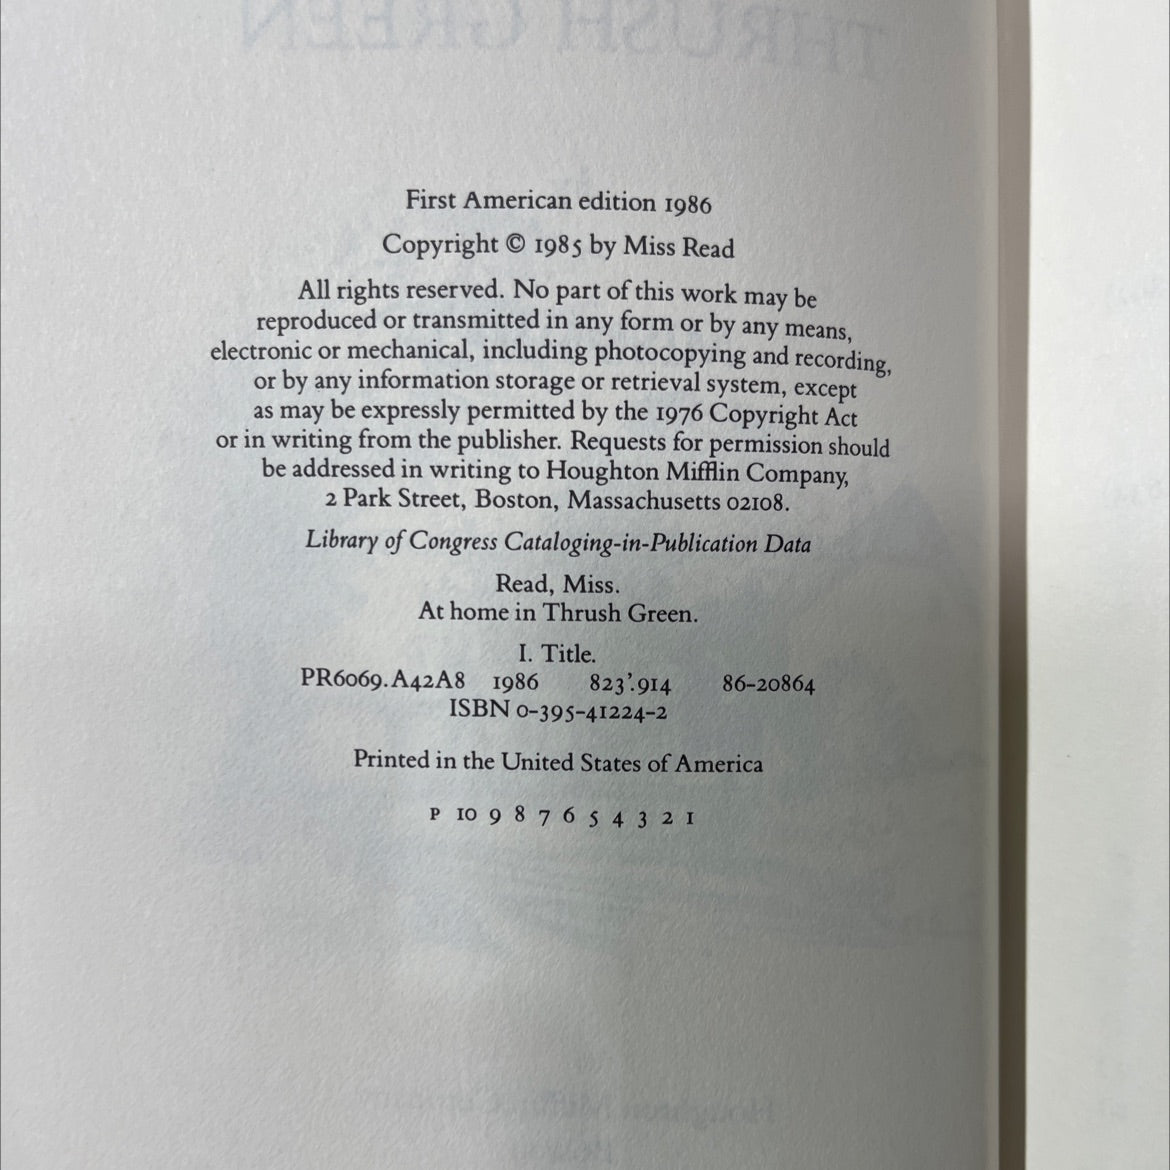 THRUSH GREEN
First American edition 1986
Copyright © 1985 by Miss Read
All rights reserved. No part of this work may be
reproduced or transmitted in any form or by any means,
electronic or mechanical, including photocopying and recording,
or by any information storage or retrieval system, except
as may be expressly permitted by the 1976 Copyright Act
or in writing from the publisher. Requests for permission should
be addressed in writing to Houghton Mifflin Company,
2 Park Street, Boston, Massachusetts 02108.
Library of Congress Cataloging-in-Publication Data
Read, Miss.
At home in Thrush Green.
I. Title.
PR6069.A42A8 1986 823'.914 86-20864
ISBN 0-395-41224-2
Printed in the United States of America
P 10 9 8 7 6 5 4 3 2 1